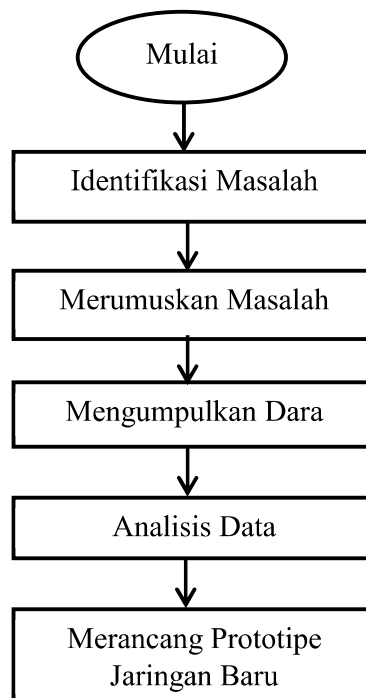 Mulai
Identifikasi Masalah
Merumuskan Masalah
Mengumpulkan Dara
Analisis Data
Merancang Prototipe
Jaringan Baru